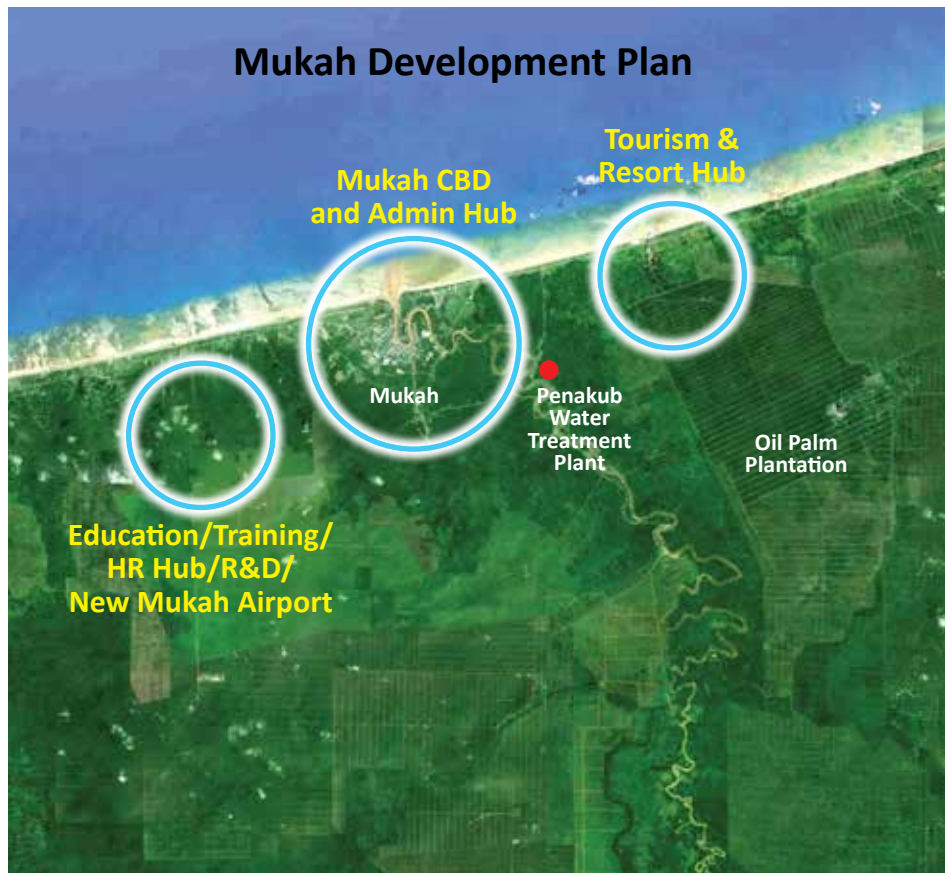 Mukah Development Plan
Tourism &
Resort Hub
Mukah CBD
and Admin Hub
Mukah
Penakub
Water
Treatment
Plant
Oil Palm
Plantation
Education/Training/
HR Hub/R&D/
New Mukah Airport